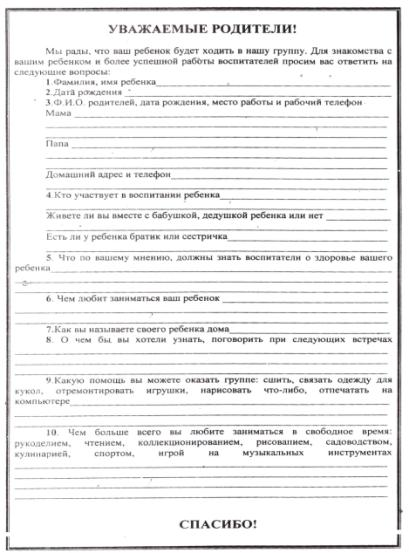 УВАЖАЕМЫЕ РОДИТЕЛИ!
Мы рады, что ваш ребенок будет ходить в нашу группу. Для знакомства с
вашим ребенком и более успешной работы воспитателей просим вас ответить на
следующие вопросы:
1.Фамилия, имя ребенка
2.Дата рождения
3.Ф.И.О. родителей, дата рождения, место работы и рабочий телефон
Мама
Папа
Домашний адрес и телефон
4.Кто участвует в воспитании ребенка
Живете ли вы вместе с бабушкой, дедушкой ребенка или нет
Есть ли у ребенка братик или сестричка
5. Что по вашему мнению, должны знать воспитатели о здоровье вашего
ребенка
6. Чем любит заниматься ваш ребенок
7.Как вы называете своего ребенка дома
8. О чем бы вы хотели узнать, поговорить при следующих встречах
9.Какую помощь вы можете оказать группе: сшить, связать одежду для
кукол, отремонтировать игрушки, нарисовать что-либо, отпечатать на
компьютере
10. Чем больше всего вы любите заниматься в свободное время:
рукоделием, чтением, коллекционированием, рисованием, садоводством,
кулинарией, спортом, игрой на музыкальных инструментах
СПАСИБО!